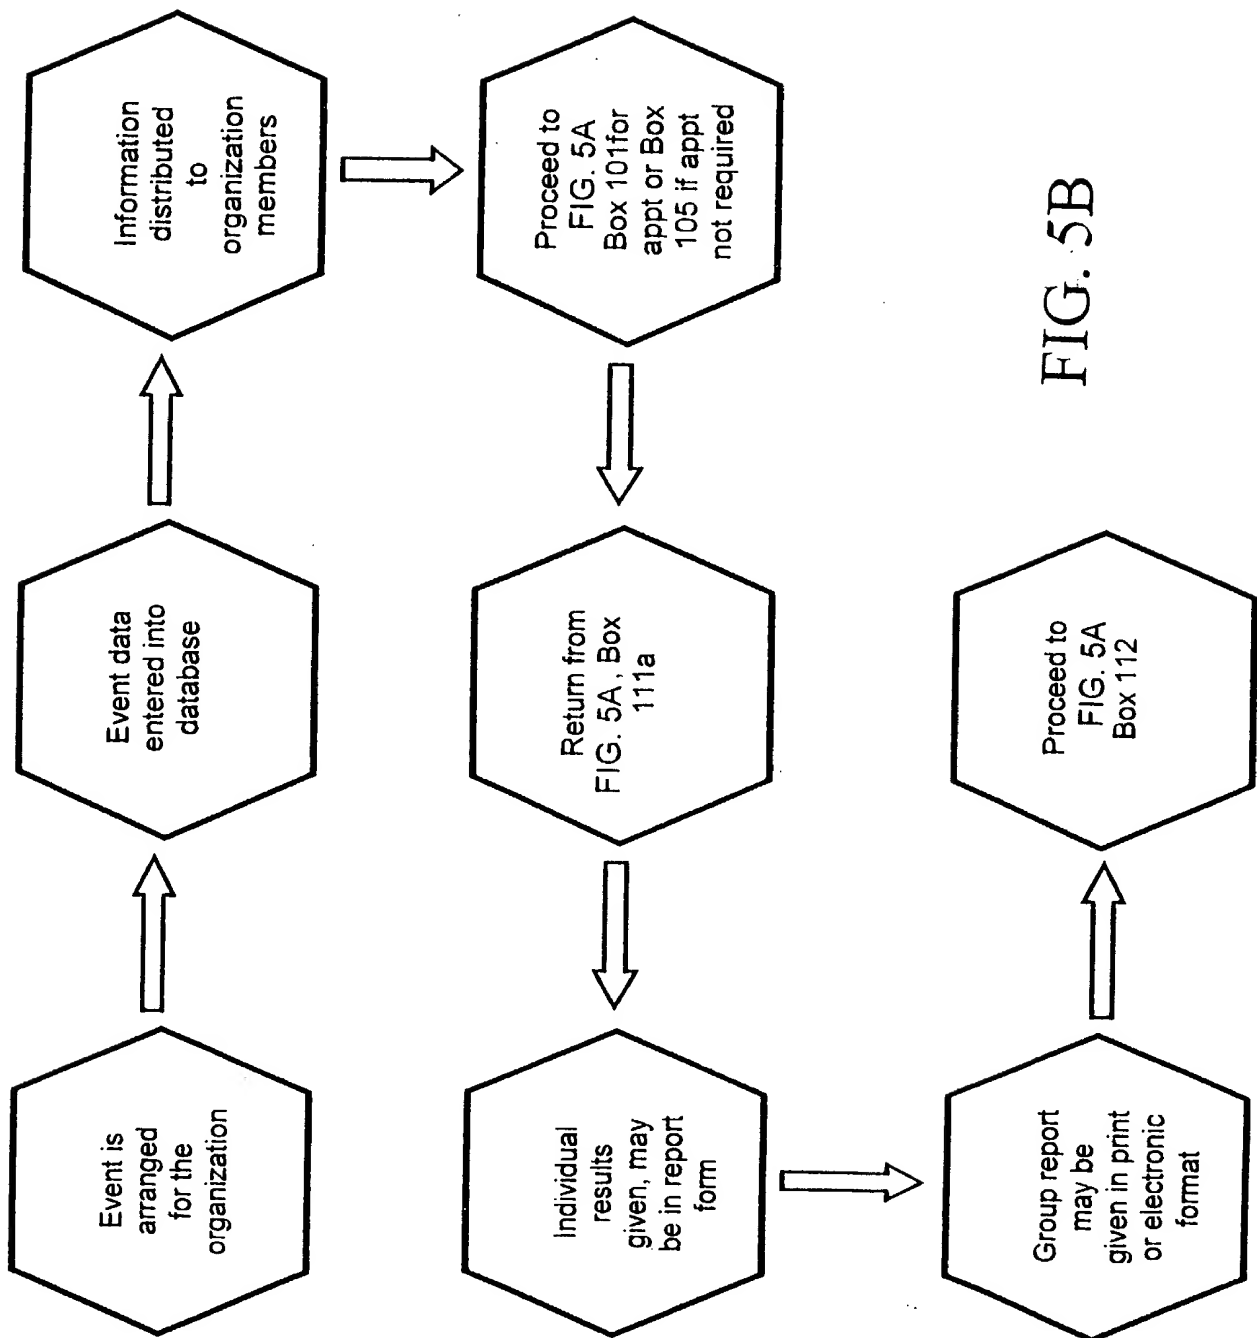 Event is
arranged
for the
organization
Event data
entered into
database
Information
distributed
to
organization
members
Proceed to
FIG. 5A
Box 101for
appt or Box
105 if appt
not required
Return from
FIG. 5A, Box
111a
Individual
results
given, may
be in report
form
Group report
may be
given in print
or electronic
format
Proceed to
FIG. 5A
Box 112
FIG. 5B